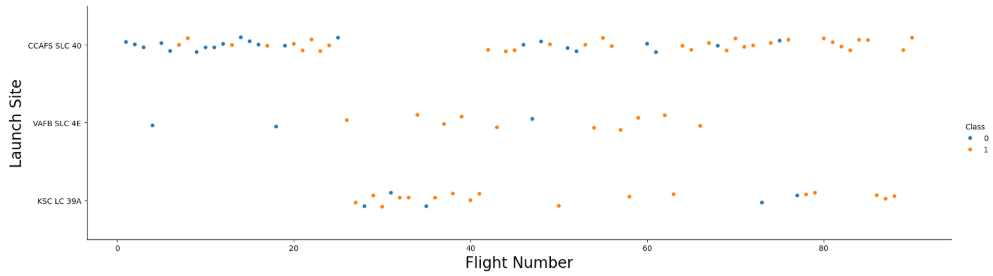 CCAFS SLC 40
VAFB SLC 4E
KSC LC 39A
Launch Site
0 20 40 60 80
Flight Number
Class
0
1